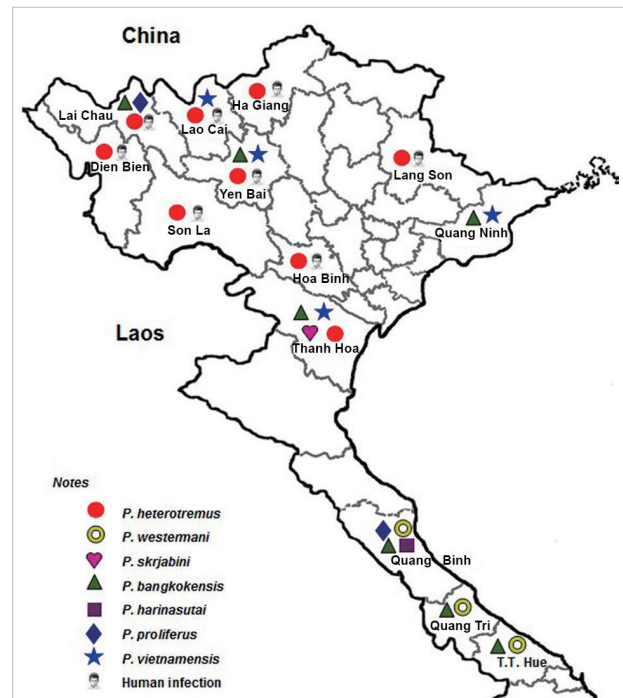 China
Ha Giang
Lai Chau
Lao Cai
Dien Bien
Lang Son
Yen Bai
Son La
Quang Ninh
Hoa Binh
Laos
Thanh Hoa
Notes
P. heterotremus
P. westermani
P. skrjabini
P. bangkokensis
P. harinasutai
P. proliferus
P. vietnamensis
Human infection
Quang Binh
Quang Tri
T.T. Hue